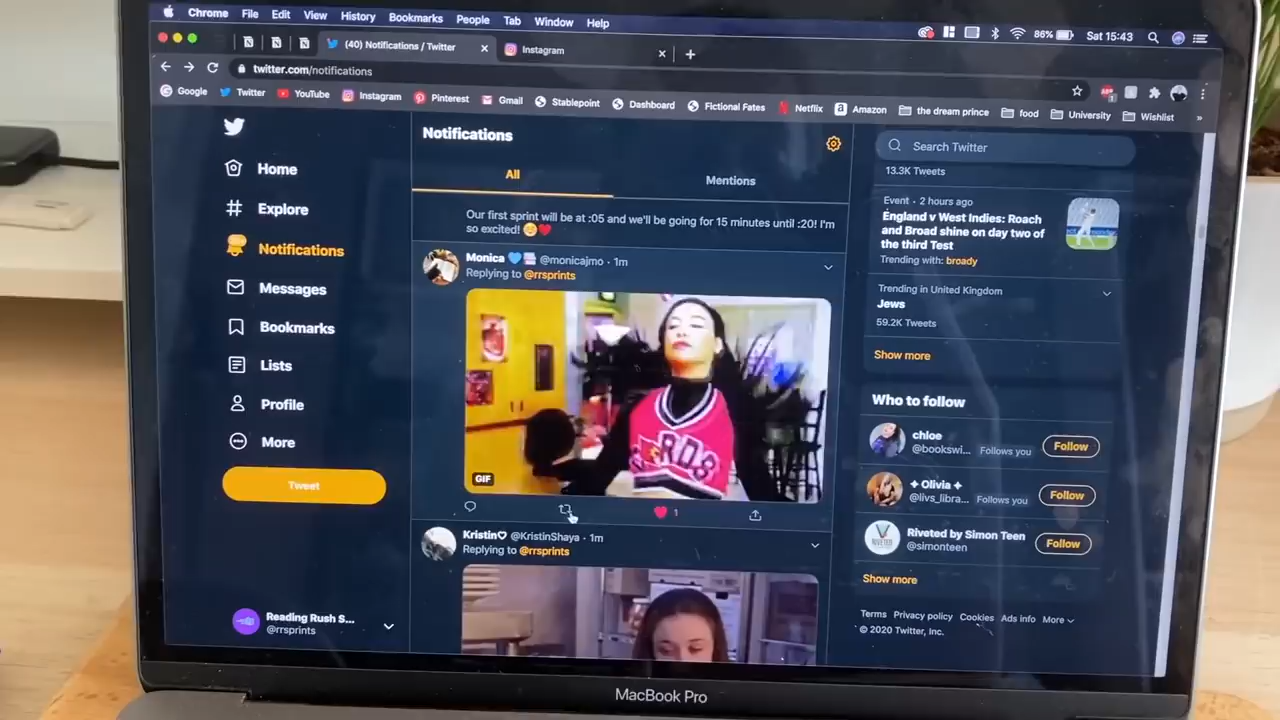 Chrome File Edit View History Bookmarks People Tab Window Help
86% Sat 15:43
(40) Notifications / Twitter
Instagram
twitter.com/notifications
Google Twitter YouTube Instagram Pinterest Gmail Stablepoint Dashboard Fictional Fates Netflix Amazon the dream prince food University Wishlist »
Home
Explore
Notifications
Messages
Bookmarks
Lists
Profile
More
Tweet
Reading Rush S...
@rrsprints
Notifications
All
Mentions
Our first sprint will be at :05 and we'll be going for 15 minutes until :20! I'm
so excited! 😊❤️
Monica 💙📚 @monicajmo · 1m
Replying to @rrsprints
GIF
1
Kristin♡ @KristinShaya · 1m
Replying to @rrsprints
Search Twitter
13.3K Tweets
Event · 2 hours ago
England v West Indies: Roach
and Broad shine on day two of
the third Test
Trending with: broady
Trending in United Kingdom
Jews
59.2K Tweets
Show more
Who to follow
chloe
@bookswi... Follows you
Follow
✦ Olivia ✦
@livs_libra... Follows you
Follow
Riveted by Simon Teen
@simonteen
Follow
Show more
Terms Privacy policy Cookies Ads info More
© 2020 Twitter, Inc.
MacBook Pro